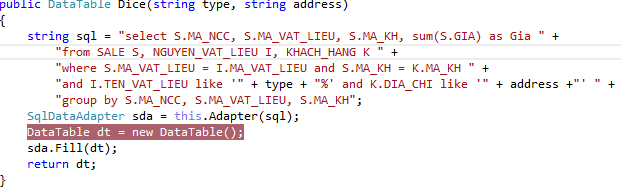 public DataTable Dice(string type, string address)
{
string sql = "select S.MA_NCC, S.MA_VAT_LIEU, S.MA_KH, sum(S.GIA) as Gia " +
"from SALE S, NGUYEN_VAT_LIEU I, KHACH_HANG K " +
"where S.MA_VAT_LIEU = I.MA_VAT_LIEU and S.MA_KH = K.MA_KH " +
"and I.TEN_VAT_LIEU like '" + type + "%' and K.DIA_CHI like '" + address +"' " +
"group by S.MA_NCC, S.MA_VAT_LIEU, S.MA_KH";
SqlDataAdapter sda = this.Adapter(sql);
DataTable dt = new DataTable();
sda.Fill(dt);
return dt;
}